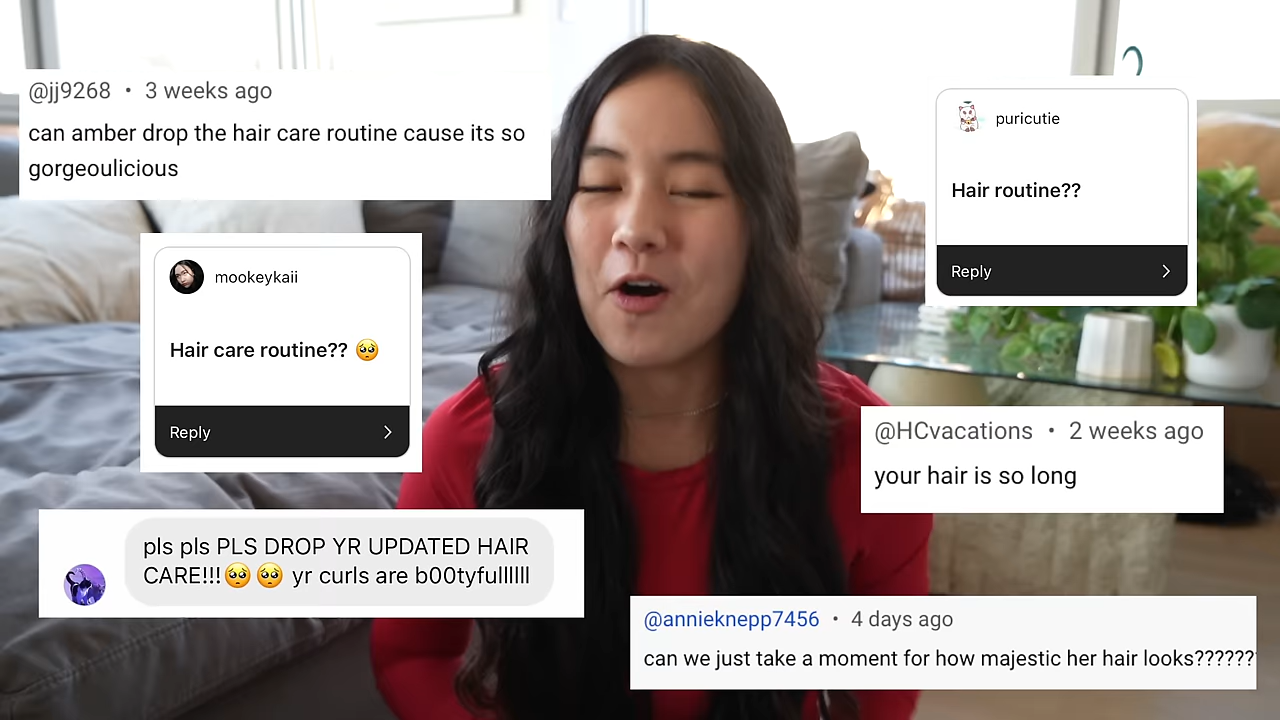 @jj9268 • 3 weeks ago
can amber drop the hair care routine cause its so
gorgeoulicious
puricutie
Hair routine??
Reply
mookeykaii
Hair care routine?? 🥺
Reply
@HCvacations • 2 weeks ago
your hair is so long
pls pls PLS DROP YR UPDATED HAIR
CARE!!!🥺🥺 yr curls are b00tyfullllll
@annieknepp7456 • 4 days ago
can we just take a moment for how majestic her hair looks???????